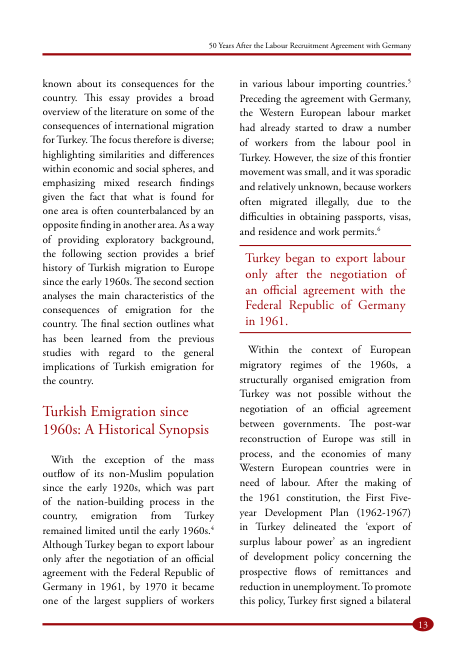 50 Years After the Labour Recruitment Agreement with Germany
known about its consequences for the
country. This essay provides a broad
overview of the literature on some of the
consequences of international migration
for Turkey. The focus therefore is diverse;
highlighting similarities and differences
within economic and social spheres, and
emphasizing mixed research findings
given the fact that what is found for
one area is often counterbalanced by an
opposite finding in another area. As a way
of providing exploratory background,
the following section provides a brief
history of Turkish migration to Europe
since the early 1960s. The second section
analyses the main characteristics of the
consequences of emigration for the
country. The final section outlines what
has been learned from the previous
studies with regard to the general
implications of Turkish emigration for
the country.
Turkish Emigration since
1960s: A Historical Synopsis
With the exception of the mass
outflow of its non-Muslim population
since the early 1920s, which was part
of the nation-building process in the
country, emigration from Turkey
remained limited until the early 1960s.4
Although Turkey began to export labour
only after the negotiation of an official
agreement with the Federal Republic of
Germany in 1961, by 1970 it became
one of the largest suppliers of workers
in various labour importing countries.5
Preceding the agreement with Germany,
the Western European labour market
had already started to draw a number
of workers from the labour pool in
Turkey. However, the size of this frontier
movement was small, and it was sporadic
and relatively unknown, because workers
often migrated illegally, due to the
difficulties in obtaining passports, visas,
and residence and work permits.6
Turkey began to export labour
only after the negotiation of
an official agreement with the
Federal Republic of Germany
in 1961.
Within the context of European
migratory regimes of the 1960s, a
structurally organised emigration from
Turkey was not possible without the
negotiation of an official agreement
between governments. The post-war
reconstruction of Europe was still in
process, and the economies of many
Western European countries were in
need of labour. After the making of
the 1961 constitution, the First Five-
year Development Plan (1962-1967)
in Turkey delineated the ‘export of
surplus labour power’ as an ingredient
of development policy concerning the
prospective flows of remittances and
reduction in unemployment. To promote
this policy, Turkey first signed a bilateral
13